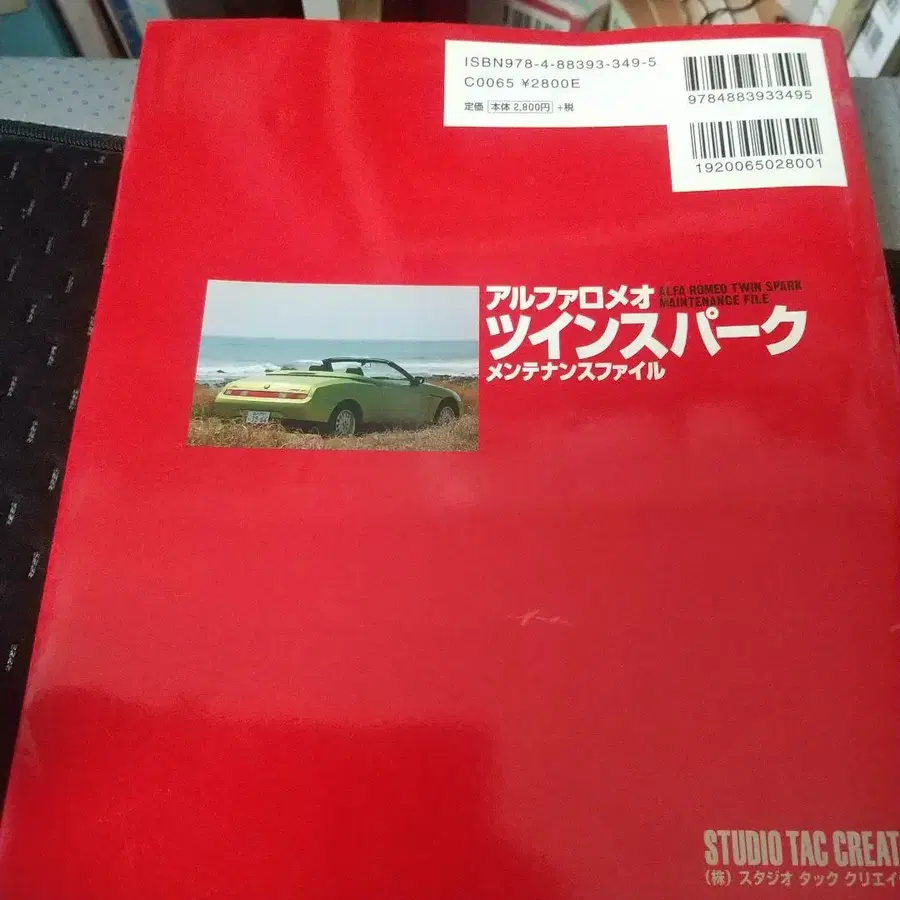 ISBN978-4-88393-349-5
C0065 ¥2800E
定価 本体 2,800円 +税
9784883933495
1920065028001
アルファロメオ
ALFA ROMEO TWIN SPARK
MAINTENANCE FILE
ツインスパーク
メンテナンスファイル
STUDIO TAC CREAT
(株)スタジオ タック クリエイ